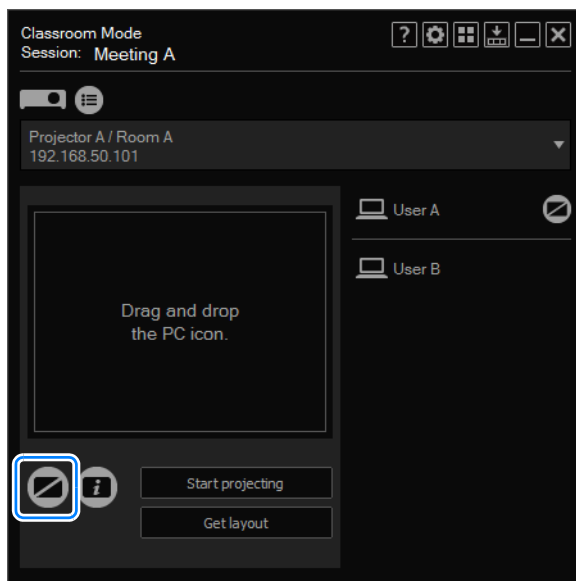 Classroom Mode
Session: Meeting A
?
Projector A / Room A
192.168.50.101
User A
User B
Drag and drop
the PC icon.
i
Start projecting
Get layout